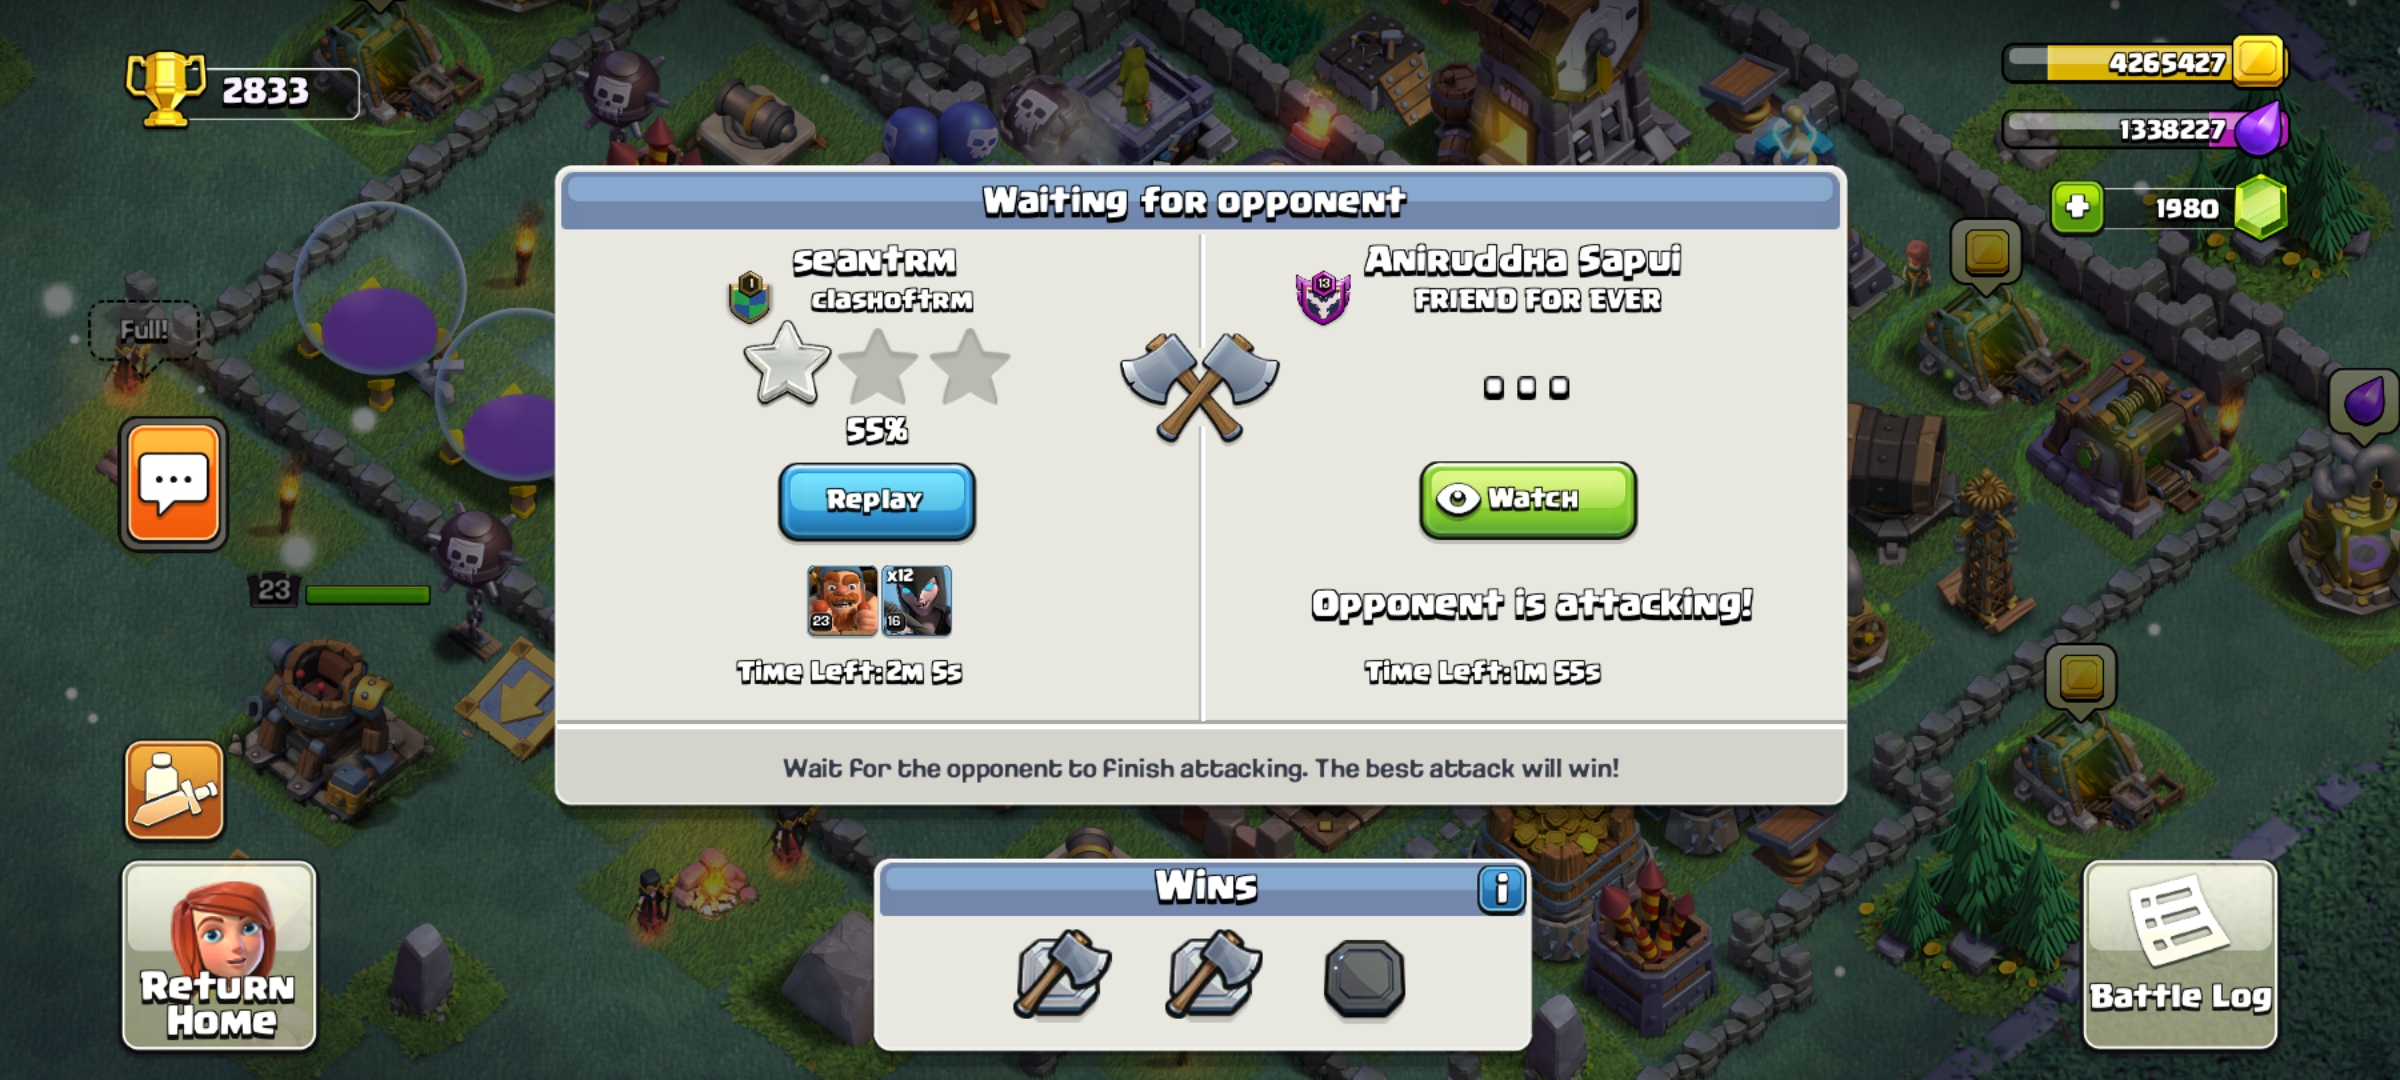 2833
4265427
1338227
1980
Waiting for opponent
seantrm
1
clashoftrm
Aniruddha Sapui
13
FRIEND FOR EVER
Full!
55%
Replay
Watch
x12
23
16
Opponent is attacking!
23
Time Left:2m 5s
Time Left:1m 55s
Wait for the opponent to finish attacking. The best attack will win!
Wins
i
Return
Home
Battle Log